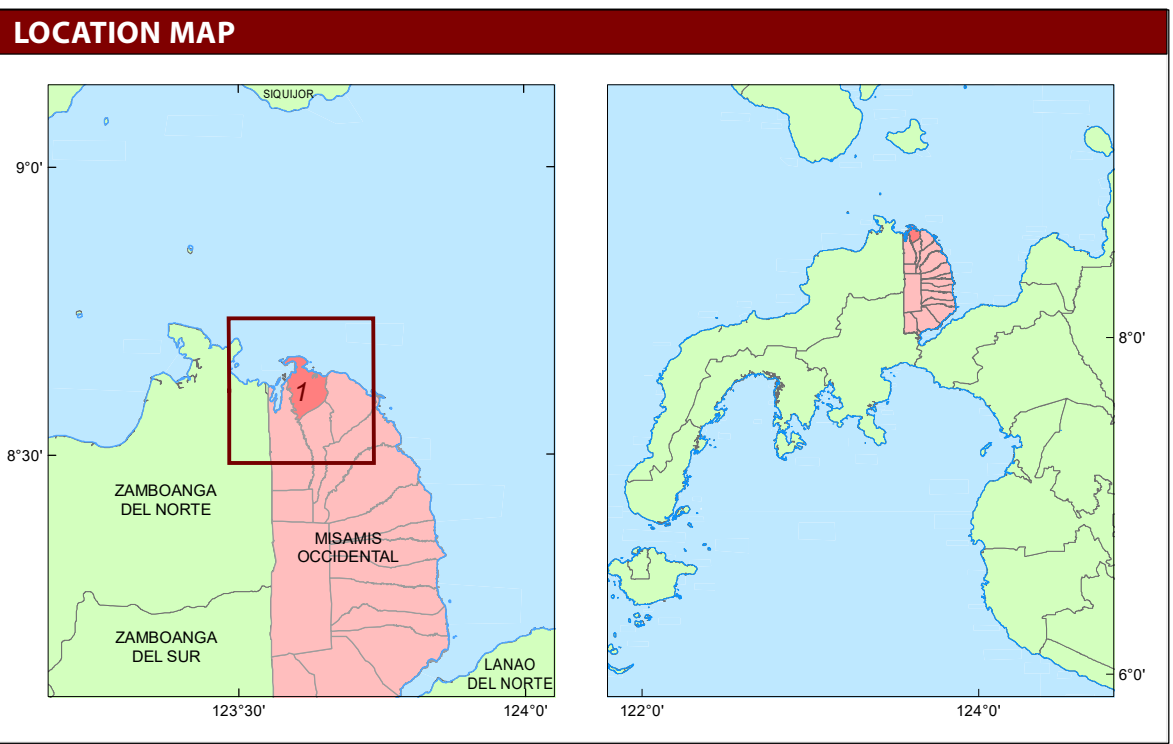 LOCATION MAP
SIQUIJOR
9°0'
1
8°30'
ZAMBOANGA
DEL NORTE
MISAMIS
OCCIDENTAL
ZAMBOANGA
DEL SUR
LANAO
DEL NORTE
123°30'
124°0'
8°0'
6°0'
122°0'
124°0'